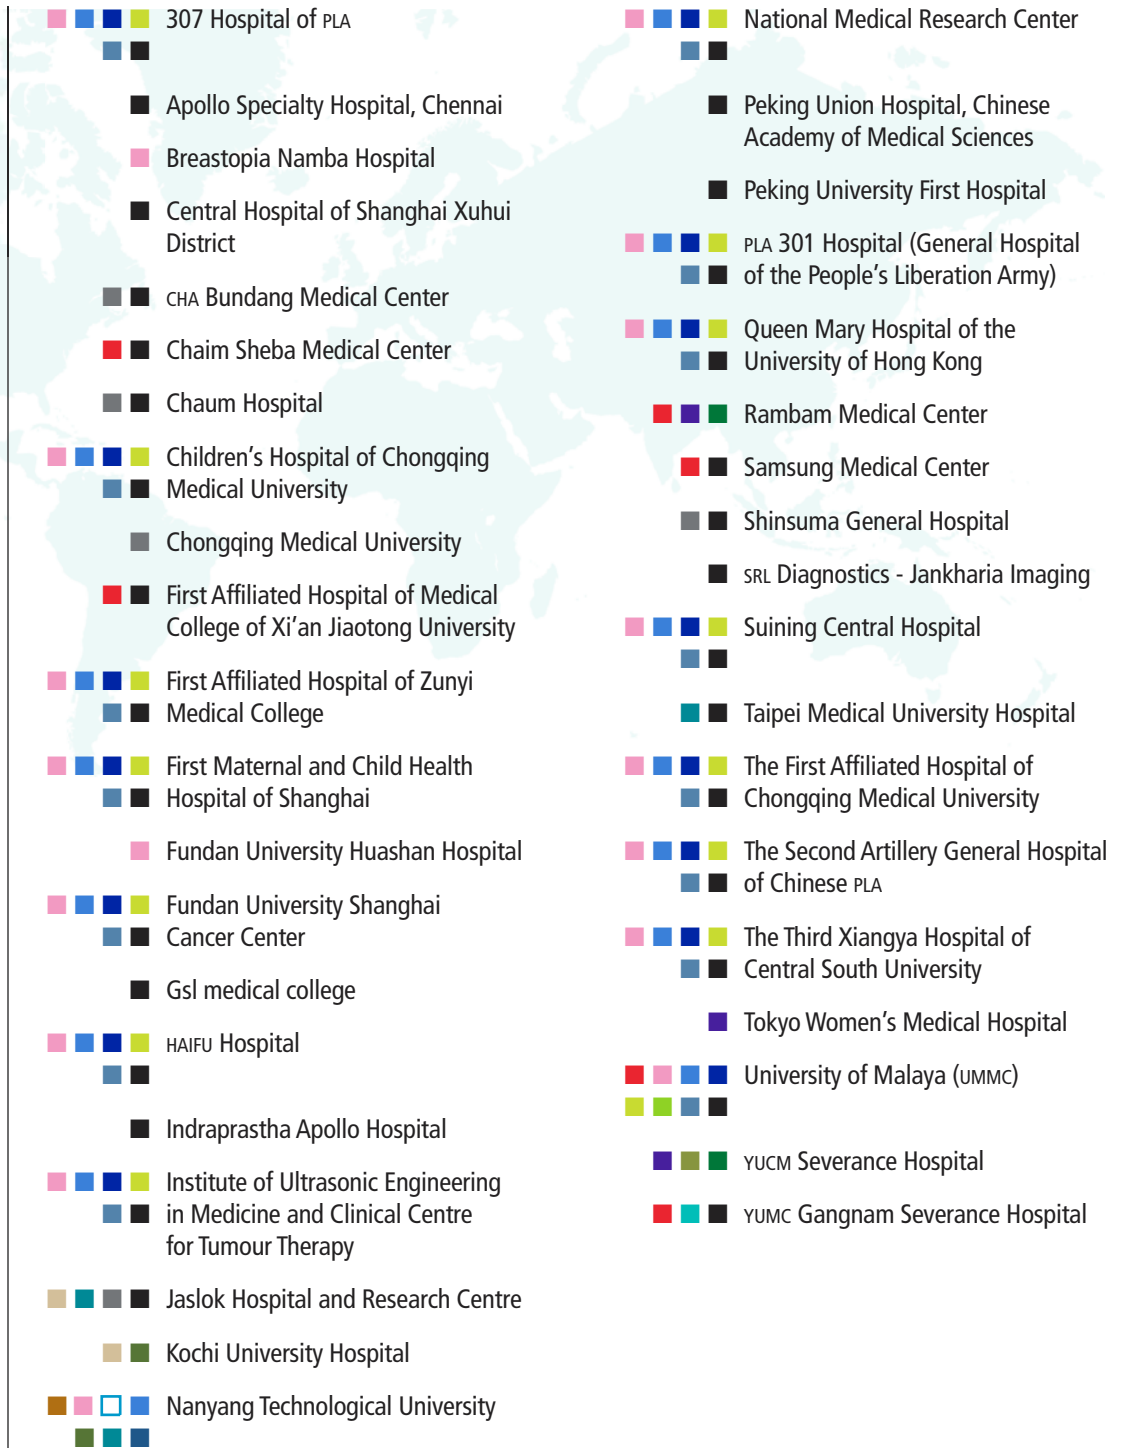 307 Hospital of PLA
Apollo Specialty Hospital, Chennai
Breastopia Namba Hospital
Central Hospital of Shanghai Xuhui
District
CHA Bundang Medical Center
Chaim Sheba Medical Center
Chaum Hospital
Children’s Hospital of Chongqing
Medical University
Chongqing Medical University
First Affiliated Hospital of Medical
College of Xi’an Jiaotong University
First Affiliated Hospital of Zunyi
Medical College
First Maternal and Child Health
Hospital of Shanghai
Fundan University Huashan Hospital
Fundan University Shanghai
Cancer Center
Gsl medical college
HAIFU Hospital
Indraprastha Apollo Hospital
Institute of Ultrasonic Engineering
in Medicine and Clinical Centre
for Tumour Therapy
Jaslok Hospital and Research Centre
Kochi University Hospital
Nanyang Technological University
National Medical Research Center
Peking Union Hospital, Chinese
Academy of Medical Sciences
Peking University First Hospital
PLA 301 Hospital (General Hospital
of the People’s Liberation Army)
Queen Mary Hospital of the
University of Hong Kong
Rambam Medical Center
Samsung Medical Center
Shinsuma General Hospital
SRL Diagnostics - Jankharia Imaging
Suining Central Hospital
Taipei Medical University Hospital
The First Affiliated Hospital of
Chongqing Medical University
The Second Artillery General Hospital
of Chinese PLA
The Third Xiangya Hospital of
Central South University
Tokyo Women’s Medical Hospital
University of Malaya (UMMC)
YUCM Severance Hospital
YUMC Gangnam Severance Hospital